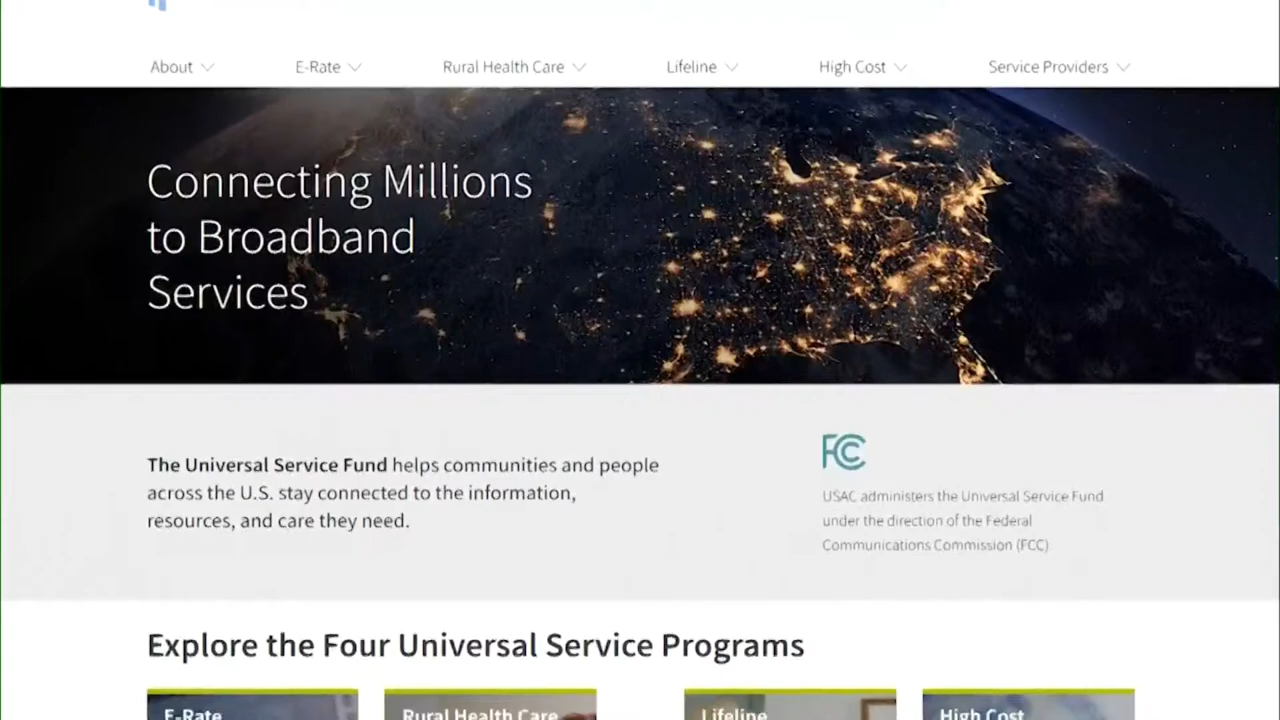 About
E-Rate
Rural Health Care
Lifeline
High Cost
Service Providers
Connecting Millions
to Broadband
Services
The Universal Service Fund helps communities and people
across the U.S. stay connected to the information,
resources, and care they need.
FCC
USAC administers the Universal Service Fund
under the direction of the Federal
Communications Commission (FCC)
Explore the Four Universal Service Programs
E-Rate
Rural Health Care
Lifeline
High Cost